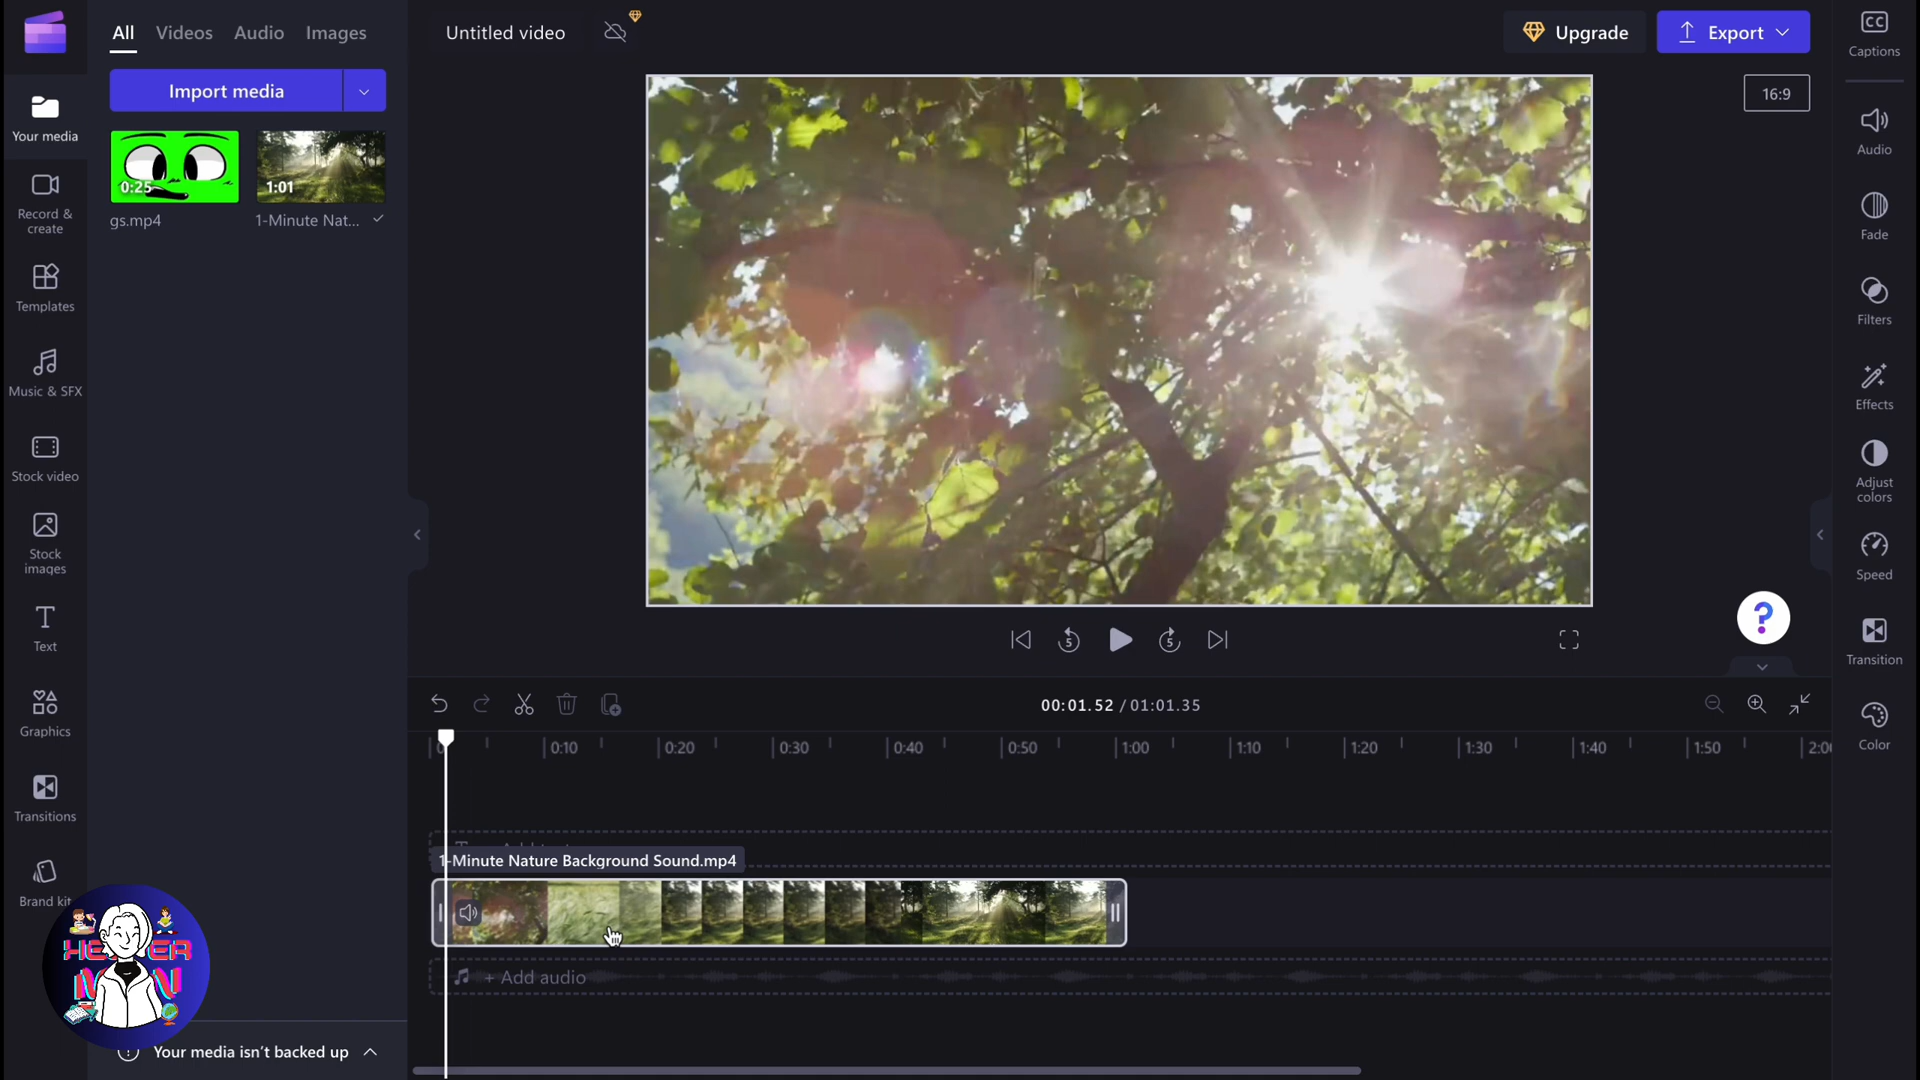 All Videos Audio Images
Untitled video
Upgrade
Export
Captions
Import media
16:9
Your media
0:25
1:01
gs.mp4
1-Minute Nat...
Audio
Record &
create
Fade
Templates
Filters
Music & SFX
Effects
Stock video
Adjust
colors
Stock
images
Speed
Text
5
5
?
Transition
Graphics
00:01.52 / 01:01.35
0:10 0:20 0:30 0:40 0:50 1:00 1:10 1:20 1:30 1:40 1:50
Color
Transitions
1-Minute Nature Background Sound.mp4
Brand kit
+ Add audio
Your media isn't backed up